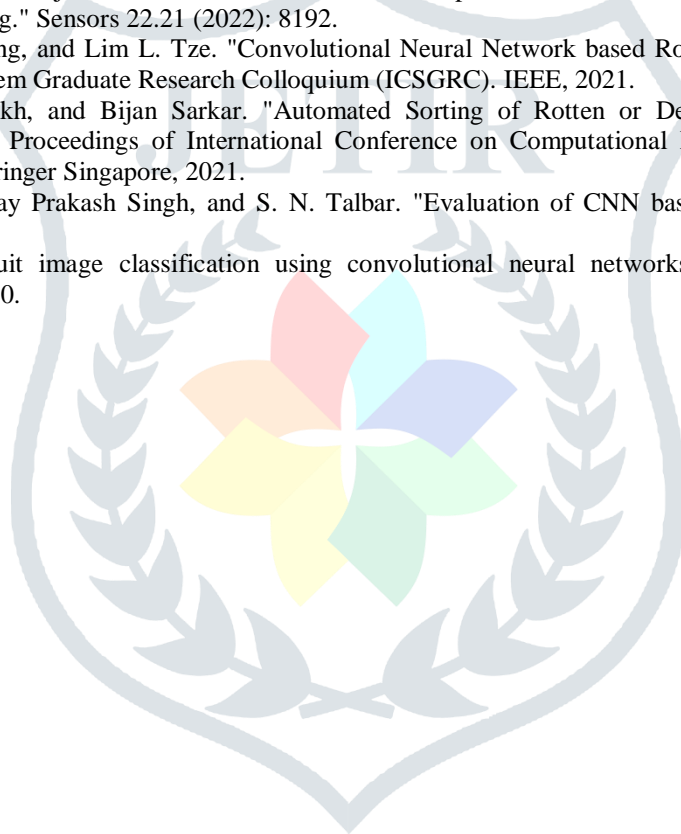 g." Sensors 22.21 (2022): 8192.
ng, and Lim L. Tze. "Convolutional Neural Network based Ro
em Graduate Research Colloquium (ICSGRC). IEEE, 2021.
kh, and Bijan Sarkar. "Automated Sorting of Rotten or De
Proceedings of International Conference on Computational
ringer Singapore, 2021.
JETIR
ay Prakash Singh, and S. N. Talbar. "Evaluation of CNN bas
uit image classification using convolutional neural networks
0.